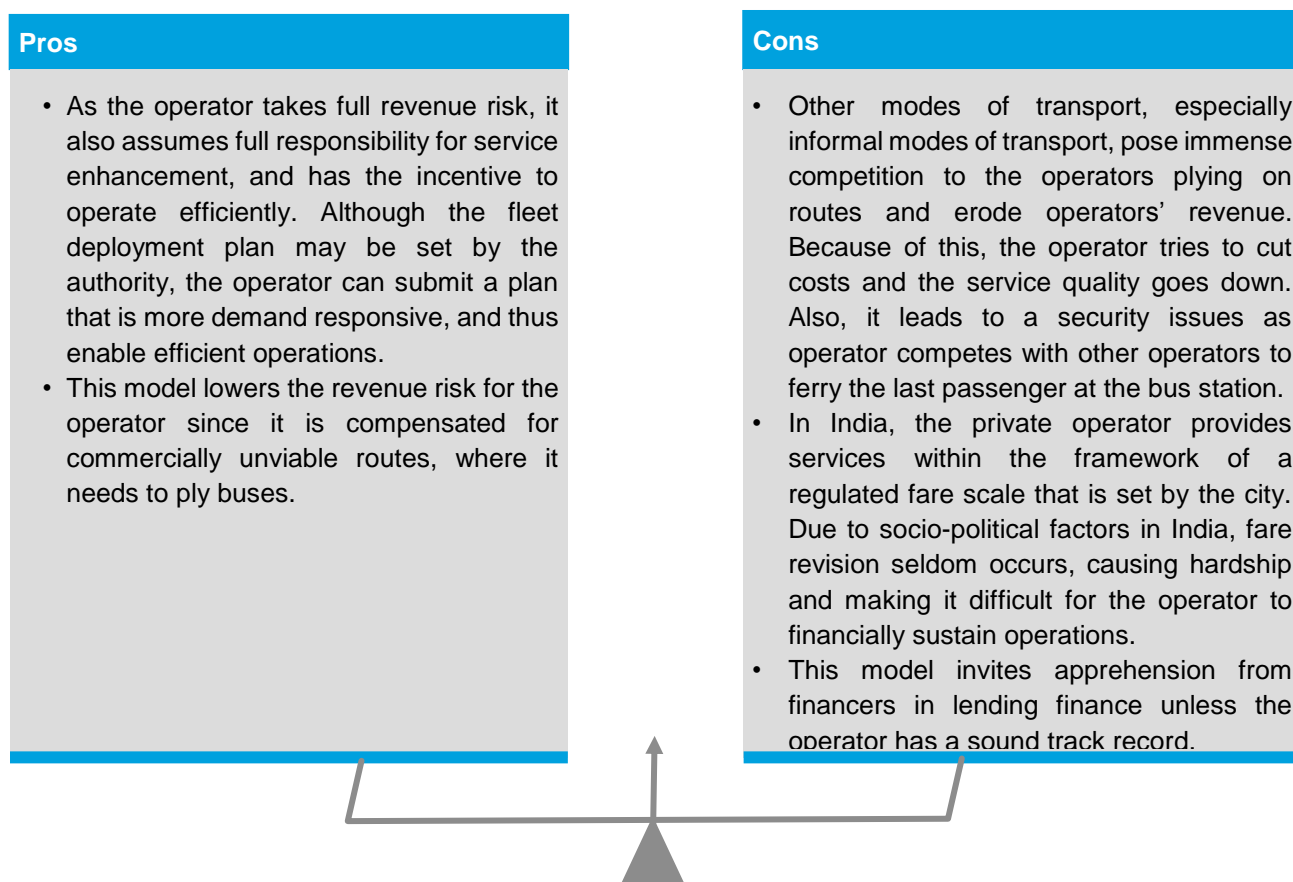 Pros
• As the operator takes full revenue risk, it
also assumes full responsibility for service
enhancement, and has the incentive to
operate efficiently. Although the fleet
deployment plan may be set by the
authority, the operator can submit a plan
that is more demand responsive, and thus
enable efficient operations.
• This model lowers the revenue risk for the
operator since it is compensated for
commercially unviable routes, where it
needs to ply buses.
Cons
• Other modes of transport, especially
informal modes of transport, pose immense
competition to the operators plying on
routes and erode operators’ revenue.
Because of this, the operator tries to cut
costs and the service quality goes down.
Also, it leads to a security issues as
operator competes with other operators to
ferry the last passenger at the bus station.
• In India, the private operator provides
services within the framework of a
regulated fare scale that is set by the city.
Due to socio-political factors in India, fare
revision seldom occurs, causing hardship
and making it difficult for the operator to
financially sustain operations.
• This model invites apprehension from
financers in lending finance unless the
operator has a sound track record.